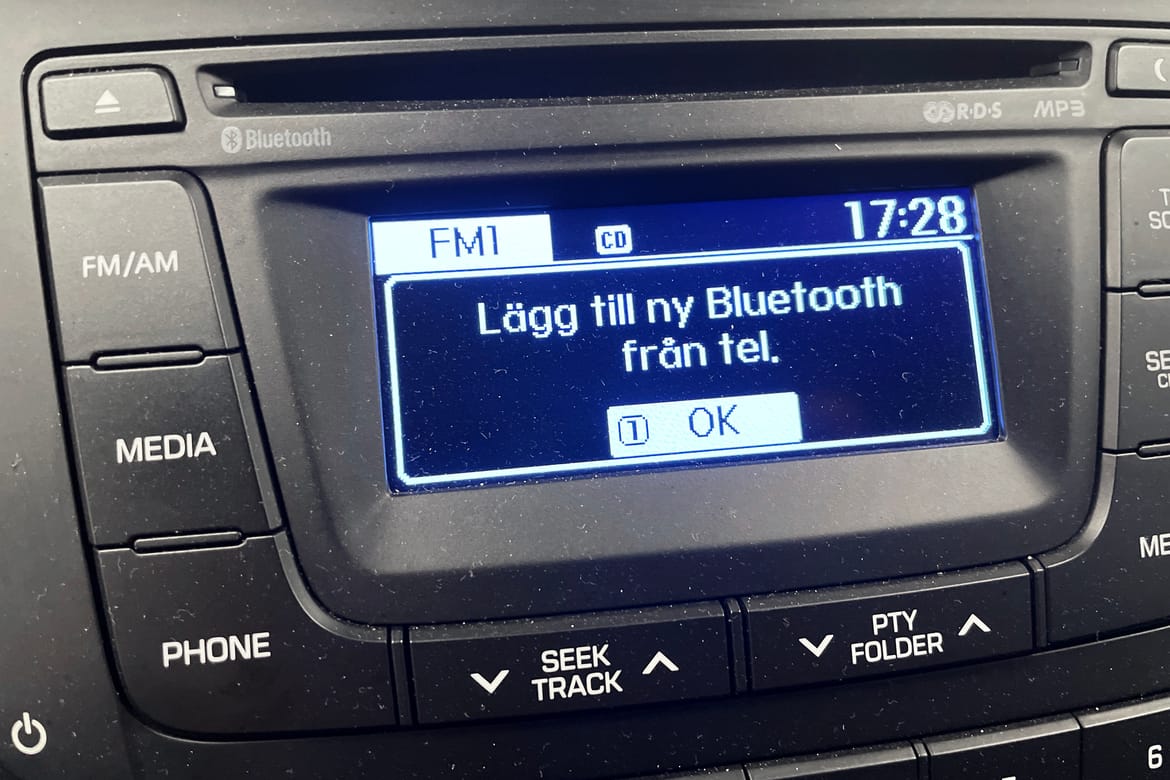 Bluetooth
R·D·S
MP3
FM/AM
FM1
CD
17:28
Lägg till ny Bluetooth
från tel.
1 OK
MEDIA
PHONE
SEEK
TRACK
PTY
FOLDER
6